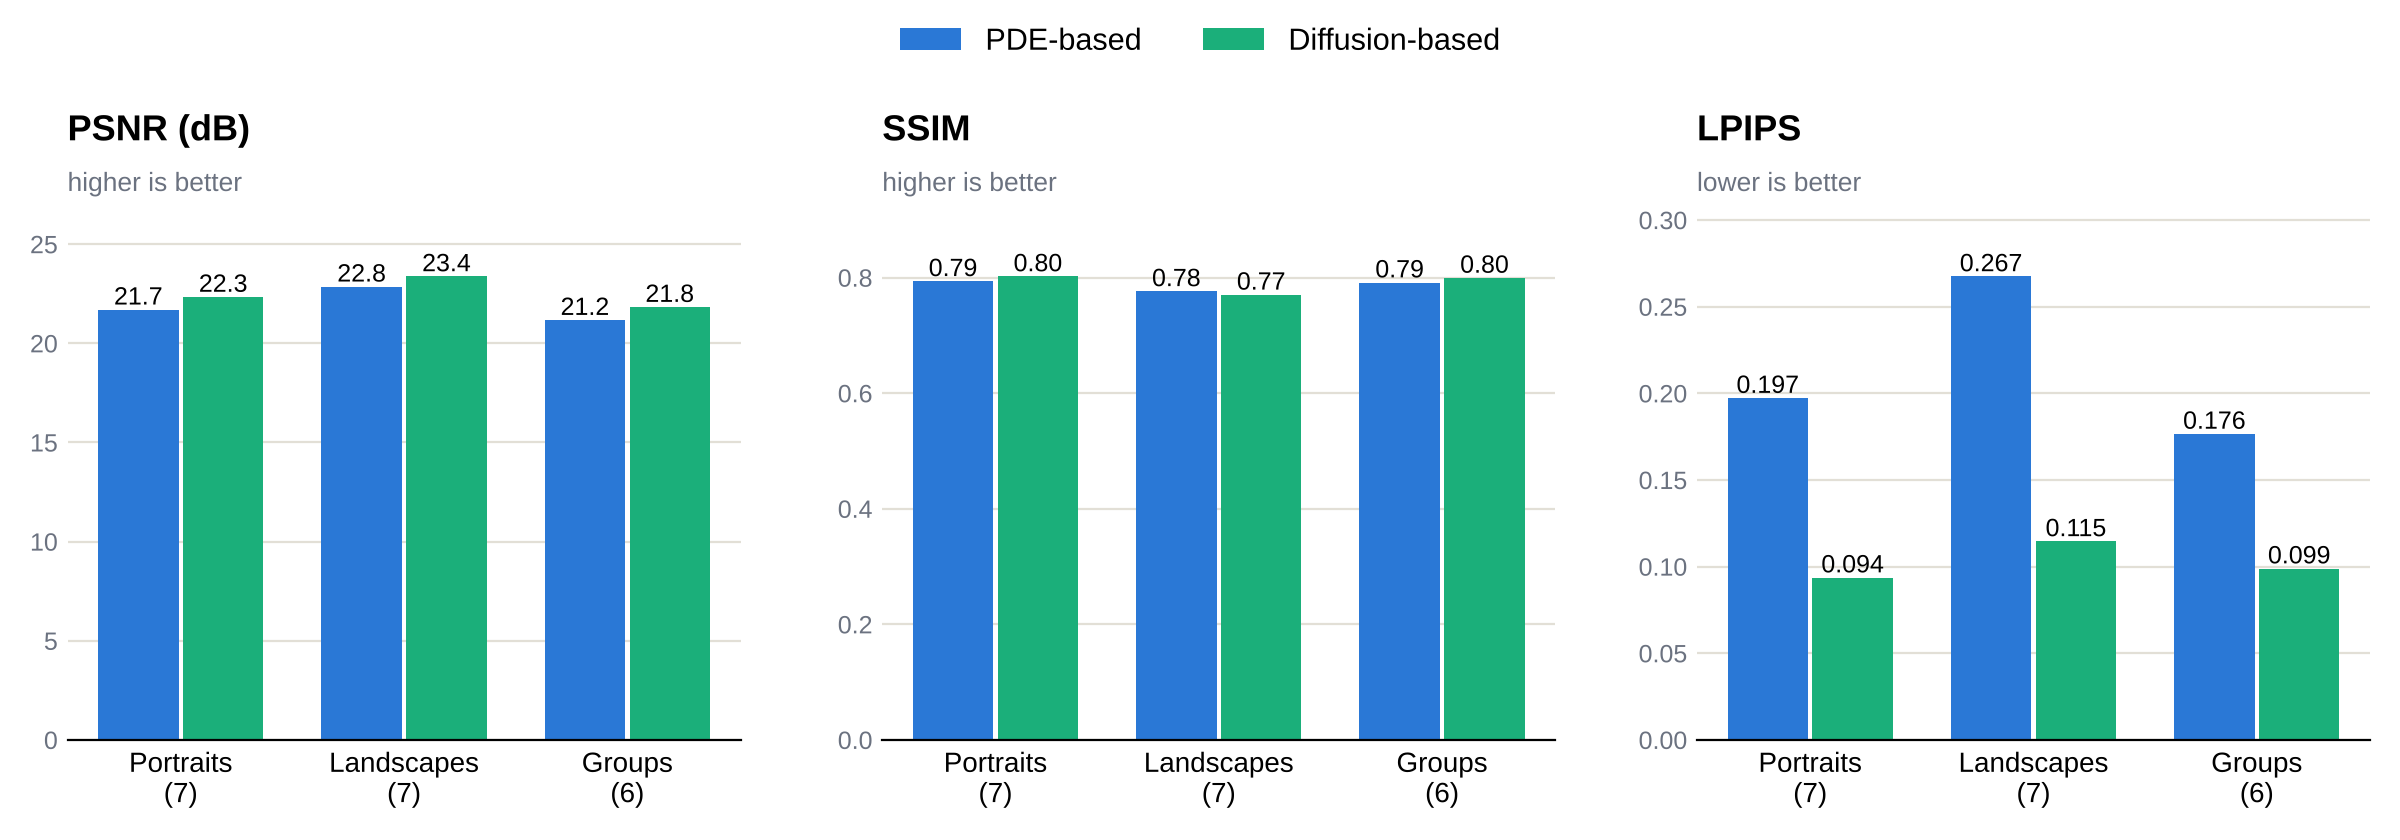 PDE-based Diffusion-based
PSNR (dB)
higher is better
25
20
15
10
5
0
21.7 22.3 22.8 23.4 21.2 21.8
Portraits Landscapes Groups
(7) (7) (6)
SSIM
higher is better
0.8
0.6
0.4
0.2
0.0
0.79 0.80 0.78 0.77 0.79 0.80
Portraits Landscapes Groups
(7) (7) (6)
LPIPS
lower is better
0.30
0.25
0.20
0.15
0.10
0.05
0.00
0.197 0.094 0.267 0.115 0.176 0.099
Portraits Landscapes Groups
(7) (7) (6)